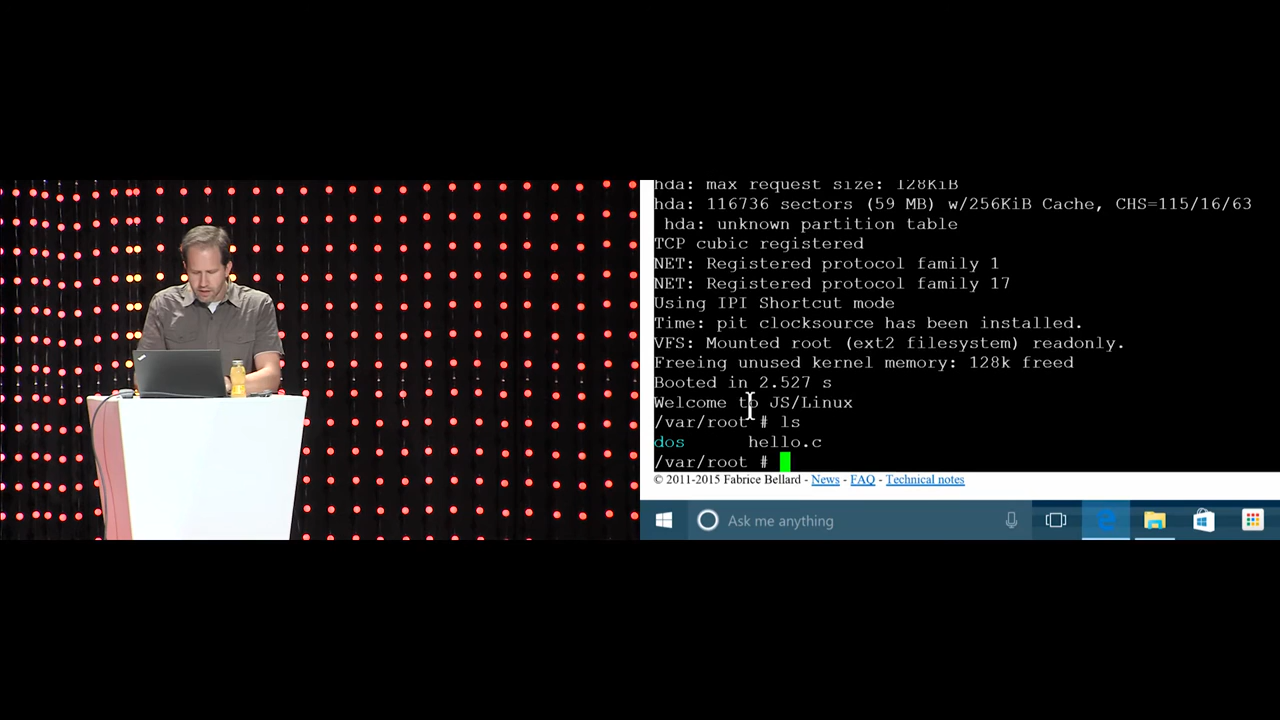 hda: max request size: 128KiB
hda: 116736 sectors (59 MB) w/256KiB Cache, CHS=115/16/63
hda: unknown partition table
TCP cubic registered
NET: Registered protocol family 1
NET: Registered protocol family 17
Using IPI Shortcut mode
Time: pit clocksource has been installed.
VFS: Mounted root (ext2 filesystem) readonly.
Freeing unused kernel memory: 128k freed
Booted in 2.527 s
Welcome to JS/Linux
/var/root # ls
dos hello.c
/var/root #
© 2011-2015 Fabrice Bellard - News - FAQ - Technical notes
Ask me anything